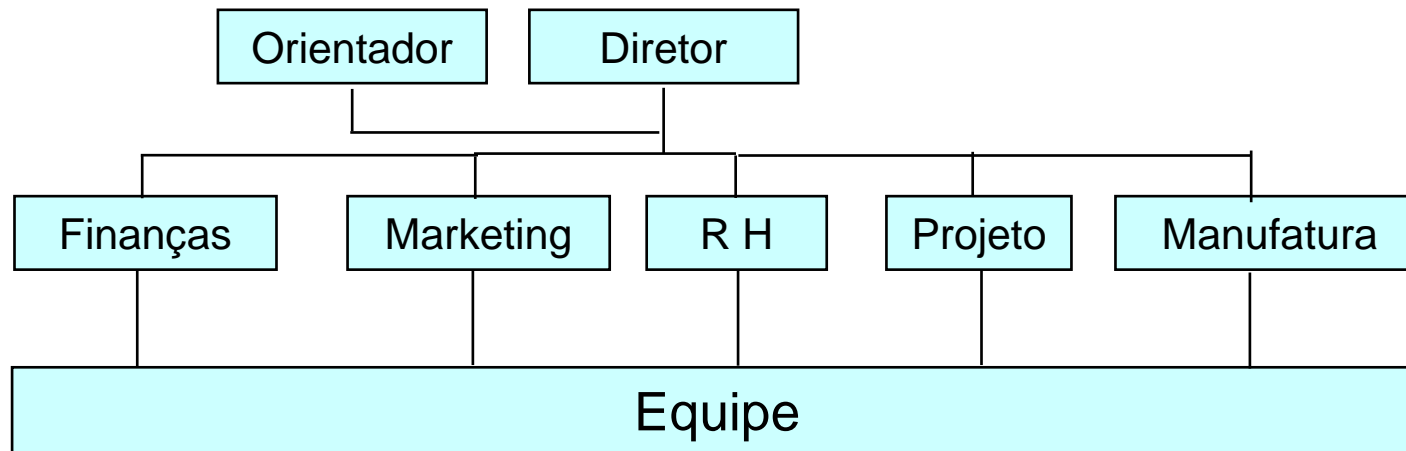 Orientador
Diretor
Finanças
Marketing
R H
Projeto
Manufatura
Equipe